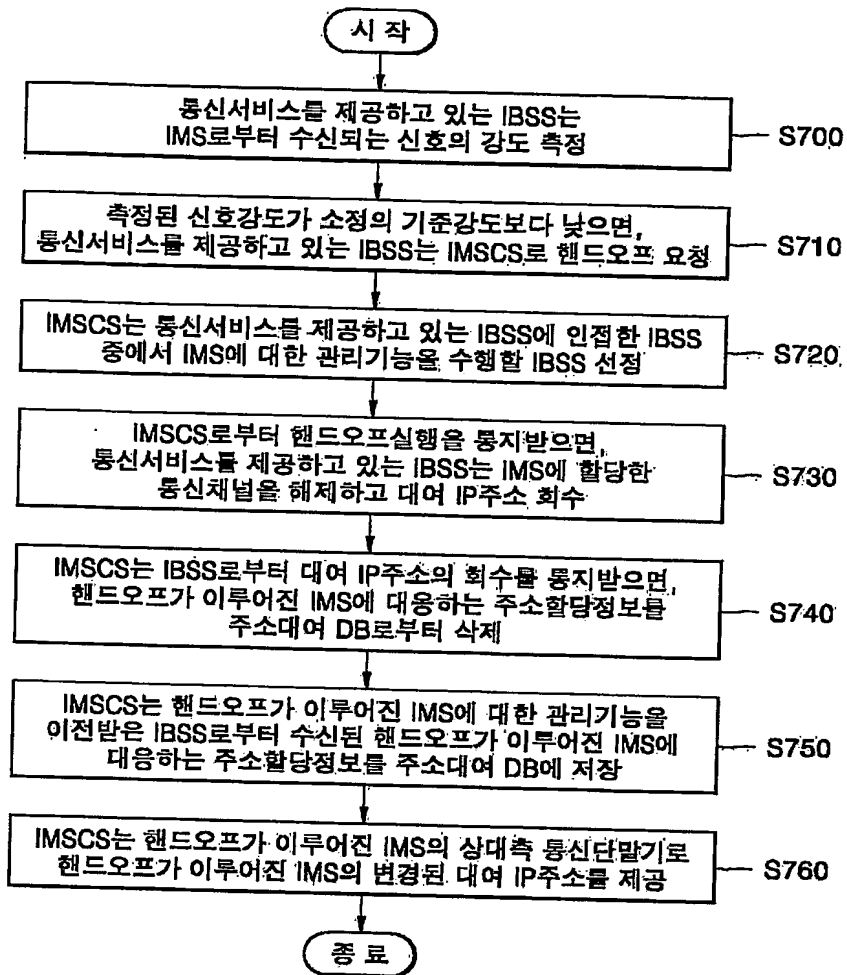 시 작
통신서비스를 제공하고 있는 IBSS는
IMS로부터 수신되는 신호의 강도 측정
S700
측정된 신호강도가 소정의 기준강도보다 낮으면,
통신서비스를 제공하고 있는 IBSS는 IMSCS로 핸드오프 요청
S710
IMSCS는 통신서비스를 제공하고 있는 IBSS에 인접한 IBSS
중에서 IMS에 대한 관리기능을 수행할 IBSS 선정
S720
IMSCS로부터 핸드오프실행을 통지받으면,
통신서비스를 제공하고 있는 IBSS는 IMS에 할당한
통신채널을 해제하고 대여 IP주소 회수
S730
IMSCS는 IBSS로부터 대여 IP주소의 회수를 통지받으면,
핸드오프가 이루어진 IMS에 대응하는 주소할당정보를
주소대여 DB로부터 삭제
S740
IMSCS는 핸드오프가 이루어진 IMS에 대한 관리기능을
이전받은 IBSS로부터 수신된 핸드오프가 이루어진 IMS에
대응하는 주소할당정보를 주소대여 DB에 저장
S750
IMSCS는 핸드오프가 이루어진 IMS의 상대측 통신단말기로
핸드오프가 이루어진 IMS의 변경된 대여 IP주소를 제공
S760
종 료